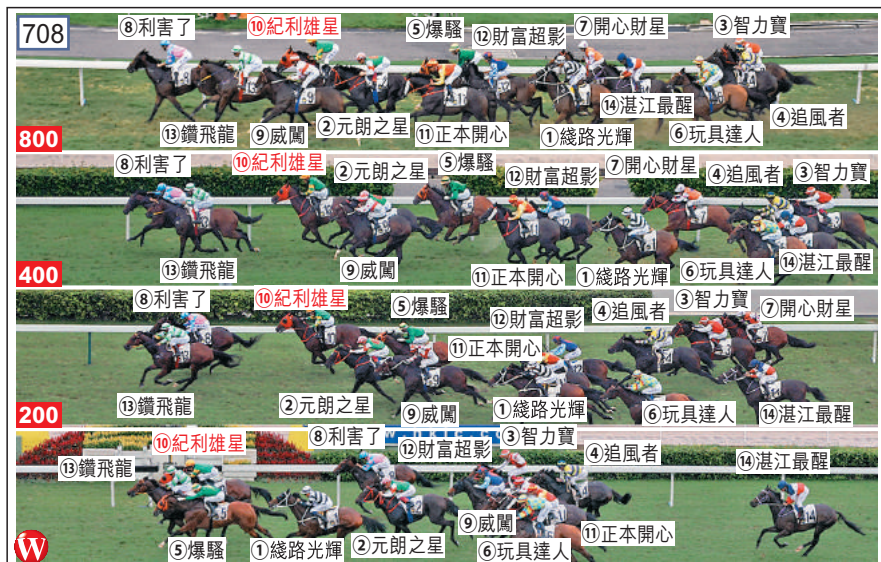 708
⑧利害了 ⑩紀利雄星 ⑤爆騷 ⑫財富超影 ⑦開心財星 ③智力寶
⑬鑽飛龍 ⑨威闖 ②元朗之星 ⑪正本開心 ①綫路光輝 ⑭湛江最醒 ⑥玩具達人 ④追風者
800
⑧利害了 ⑩紀利雄星 ②元朗之星 ⑤爆騷 ⑫財富超影 ⑦開心財星 ④追風者 ③智力寶
⑬鑽飛龍 ⑨威闖 ⑪正本開心 ①綫路光輝 ⑥玩具達人 ⑭湛江最醒
400
⑧利害了 ⑩紀利雄星 ⑤爆騷 ⑫財富超影 ④追風者 ③智力寶 ⑦開心財星
⑪正本開心
⑬鑽飛龍 ②元朗之星 ⑨威闖 ①綫路光輝 ⑥玩具達人 ⑭湛江最醒
200
⑬鑽飛龍 ⑩紀利雄星 ⑧利害了 ⑫財富超影 ③智力寶 ④追風者 ⑭湛江最醒
⑤爆騷 ①綫路光輝 ②元朗之星 ⑨威闖 ⑥玩具達人 ⑪正本開心
W